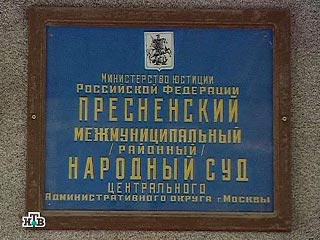 Министерство юстиции
Российской Федерации
ПРЕСНЕНСКИЙ
МЕЖМУНИЦИПАЛЬНЫЙ
/районный/
НАРОДНЫЙ СУД
Центрального
Административного округа г.Москвы
НТВ